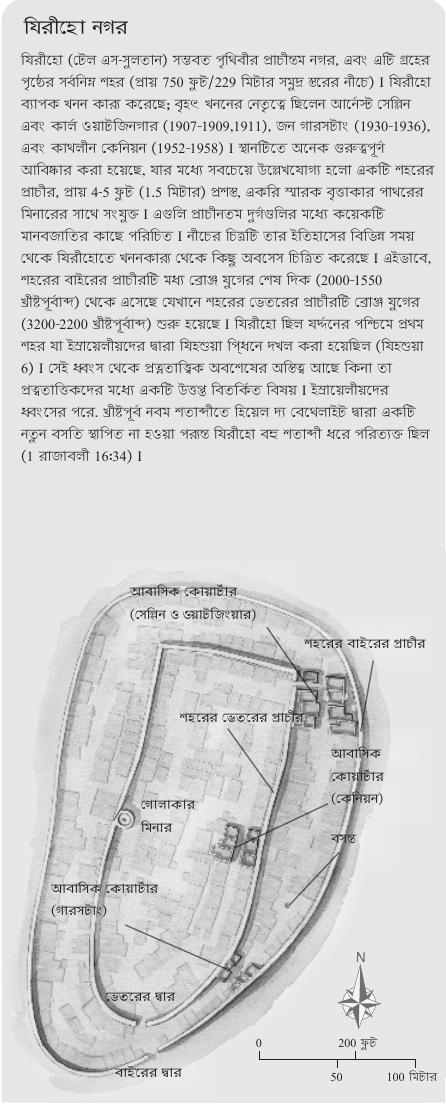 যিরীহো নগর
যিরীহো (টেল এস-সুলতান) সম্ভবত পৃথিবীর প্রাচীনতম নগর, এবং এটি গ্রহের
পৃষ্ঠের সর্বনিম্ন শহর (প্রায় 750 ফুট/229 মিটার সমুদ্র স্তরের নীচে) I যিরীহো
ব্যাপক খনন কার্য করেছে; বৃহৎ খননের নেতৃত্বে ছিলেন আর্নেস্ট সেল্লিন
এবং কার্ল ওয়াটজিনগার (1907-1909,1911), জন গারসটাং (1930-1936),
এবং কাথলীন কেনিয়ন (1952-1958) I স্থানটিতে অনেক গুরুত্বপূর্ণ
আবিষ্কার করা হয়েছে, যার মধ্যে সবচেয়ে উল্লেখযোগ্য হলো একটি শহরের
প্রাচীর, প্রায় 4-5 ফুট (1.5 মিটার) প্রশস্ত, একরি স্মারক বৃত্তাকার পাথরের
মিনারের সাথে সংযুক্ত I এগুলি প্রাচীনতম দুর্গগুলির মধ্যে কয়েকটি
মানবজাতির কাছে পরিচিত I নীচের চিত্রটি তার ইতিহাসের বিভিন্ন সময়
থেকে যিরীহোতে খননকার্য থেকে কিছু অবসেস চিহ্নিত করেছে I এইভাবে,
শহরের বাইরের প্রাচীরটি মধ্য ব্রোঞ্জ যুগের শেষ দিক (2000-1550
খ্রীষ্টপূর্বাব্দ) থেকে এসেছে যেখানে শহরের ভেতরের প্রাচীরটি ব্রোঞ্জ যুগের
(3200-2200 খ্রীষ্টপূর্বাব্দ) শুরু হয়েছে I যিরীহো ছিল যর্দ্দনের পশ্চিমে প্রথম
শহর যা ইস্রায়েলীয়দের দ্বারা যিহশুয়া পি্ধনে দখল করা হয়েছিল (যিহশুয়া
6) I সেই ধ্বংস থেকে প্রত্নতাত্ত্বিক অবশেষের অস্তিত্ব আছে কিনা তা
প্রত্নতাত্তিকদের মধ্যে একটি উত্তপ্ত বিতর্কিত বিষয় I ইস্রায়েলীয়দের
ধ্বংসের পরে. খ্রীষ্টপূর্ব নবম শতাব্দীতে হিয়েল দ্য বেথেলাইট দ্বারা একটি
নতুন বসতি স্থাপিত না হওয়া পর্যন্ত যিরীহো বহু শতাব্দী ধরে পরিত্যক্ত ছিল
(1 রাজাবলী 16:34) I
আবাসিক কোয়ার্টার
(সেল্লিন ও ওয়াটজিংয়ার)
শহরের বাইরের প্রাচীর
শহরের ভেতরের প্রাচীর
আবাসিক
কোয়ার্টার
(কেনিয়ন)
গোলাকার
মিনার
বসন্ত
আবাসিক কোয়ার্টার
(গারসটাং)
ভেতরের দ্বার
বাইরের দ্বার
N
0 200 ফুট
50 100 মিটার